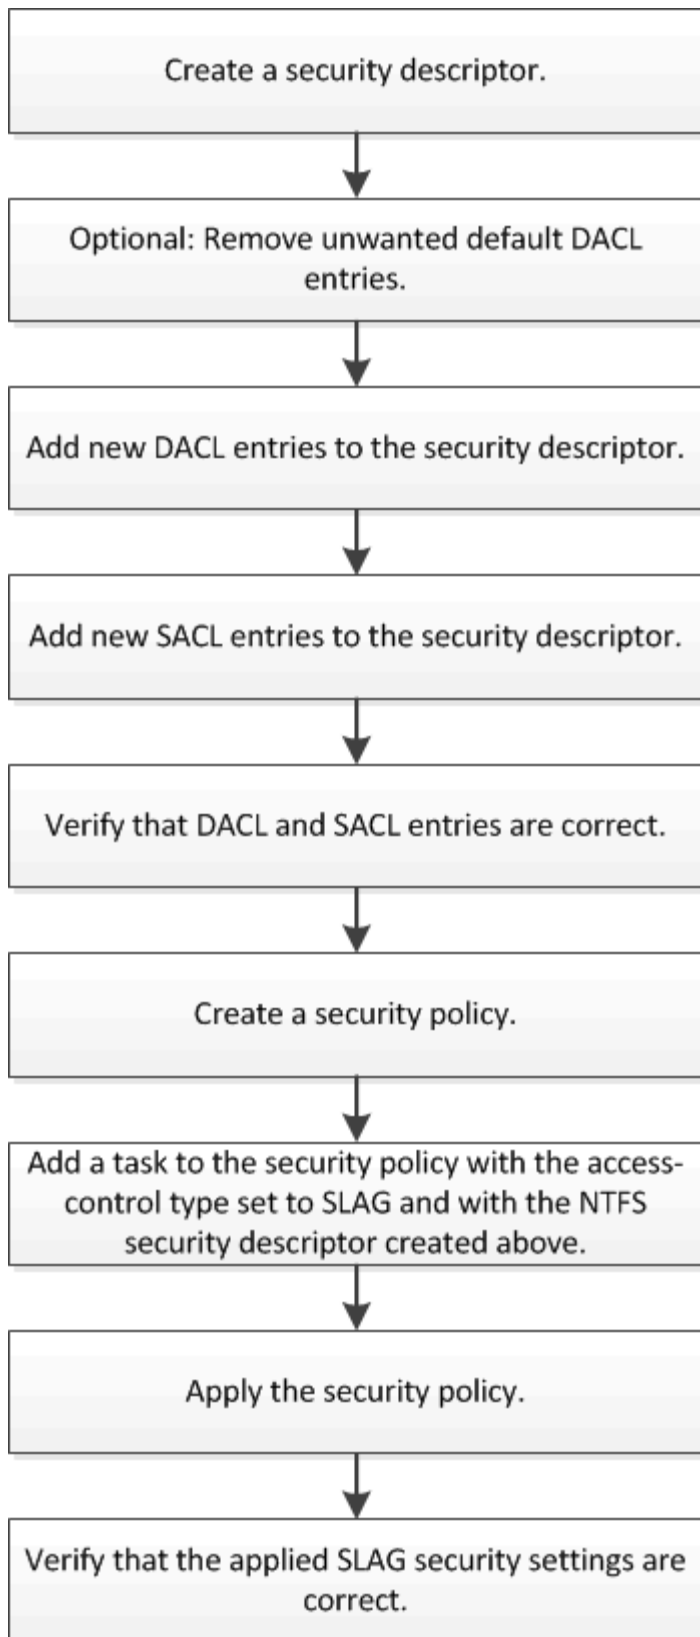 Create a security descriptor.
Optional: Remove unwanted default DACL
entries.
Add new DACL entries to the security descriptor.
Add new SACL entries to the security descriptor.
Verify that DACL and SACL entries are correct.
Create a security policy.
Add a task to the security policy with the access-
control type set to SLAG and with the NTFS
security descriptor created above.
Apply the security policy.
Verify that the applied SLAG security settings are
correct.